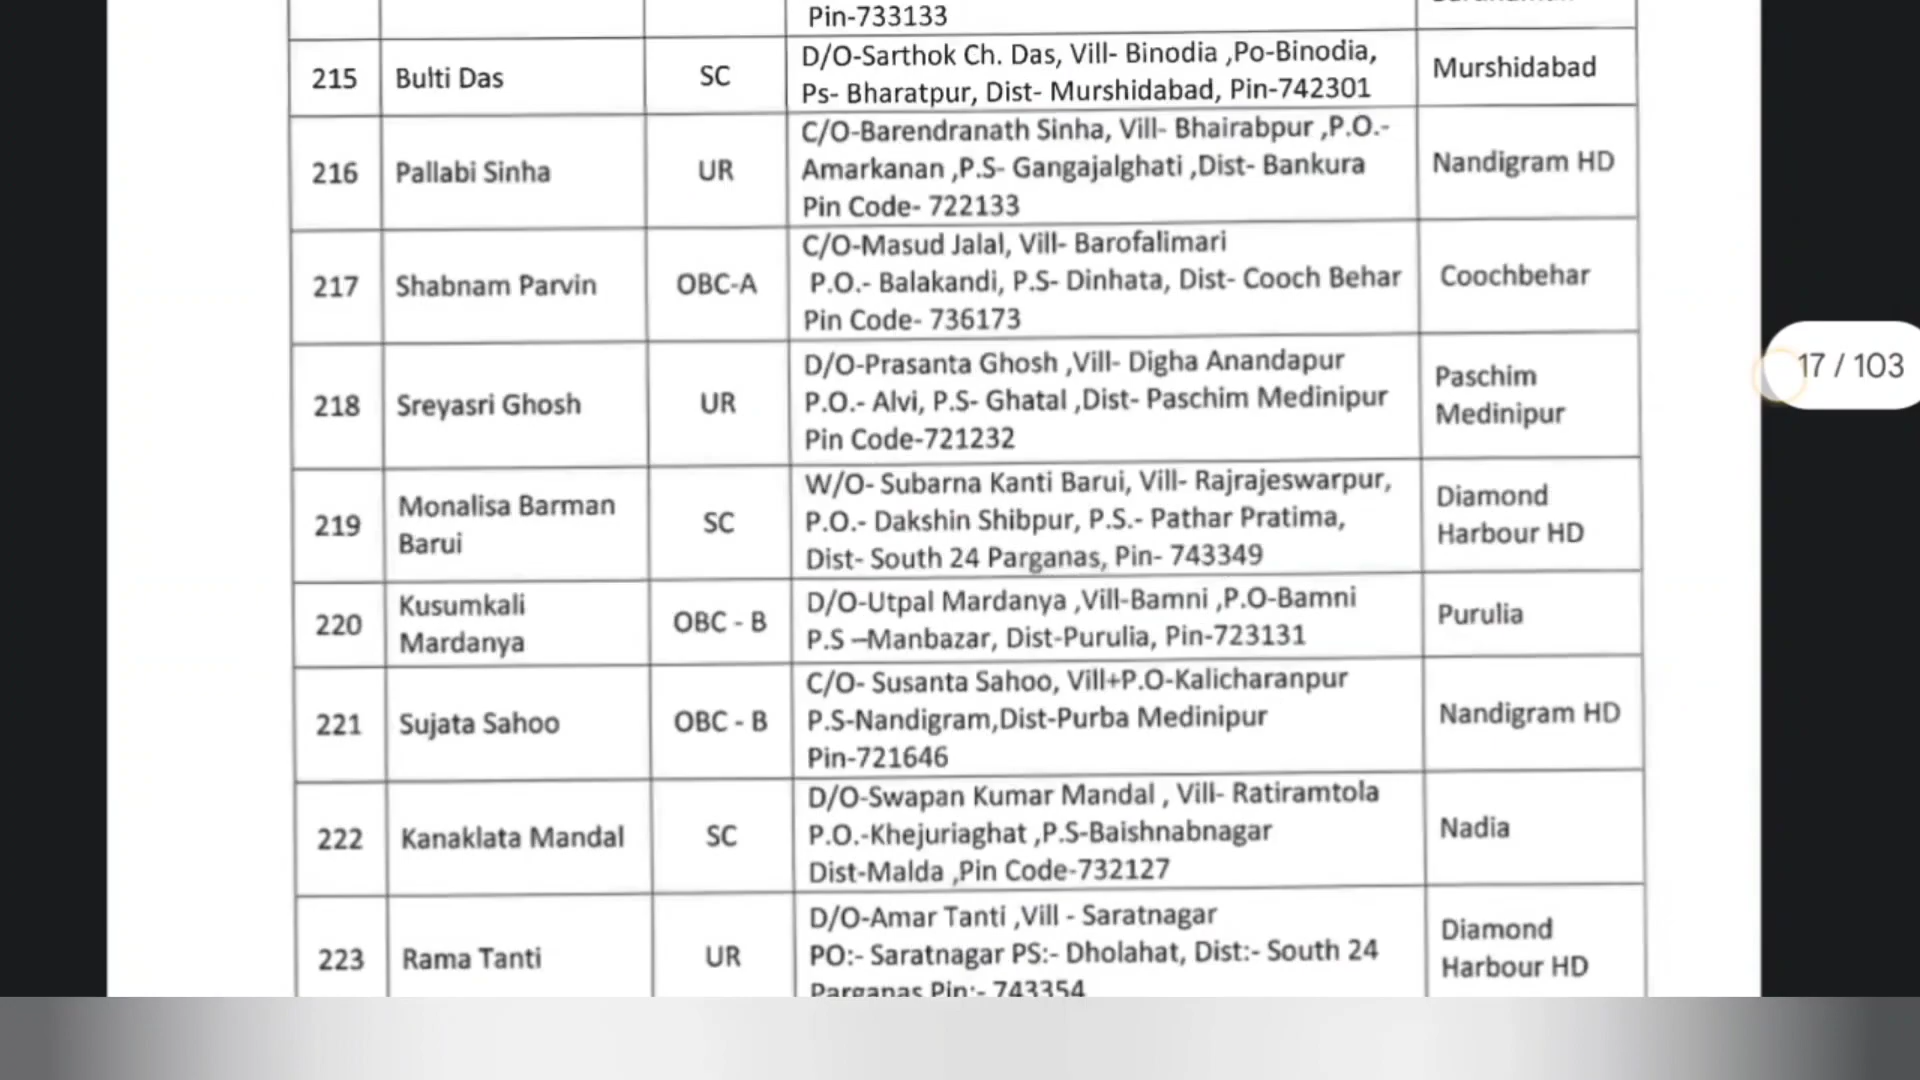 Pin-733133
215 Bulti Das SC D/O-Sarthok Ch. Das, Vill- Binodia ,Po-Binodia, Murshidabad
Ps- Bharatpur, Dist- Murshidabad, Pin-742301
C/O-Barendranath Sinha, Vill- Bhairabpur ,P.O.-
216 Pallabi Sinha UR Amarkanan ,P.S- Gangajalghati ,Dist- Bankura Nandigram HD
Pin Code- 722133
C/O-Masud Jalal, Vill- Barofalimari
217 Shabnam Parvin OBC-A P.O.- Balakandi, P.S- Dinhata, Dist- Cooch Behar Coochbehar
Pin Code- 736173
17 / 103
D/O-Prasanta Ghosh ,Vill- Digha Anandapur Paschim
218 Sreyasri Ghosh UR P.O.- Alvi, P.S- Ghatal ,Dist- Paschim Medinipur Medinipur
Pin Code-721232
Monalisa Barman W/O- Subarna Kanti Barui, Vill- Rajrajeswarpur, Diamond
219 Barui SC P.O.- Dakshin Shibpur, P.S.- Pathar Pratima, Harbour HD
Dist- South 24 Parganas, Pin- 743349
220 Kusumkali OBC - B D/O-Utpal Mardanya ,Vill-Bamni ,P.O-Bamni Purulia
Mardanya P.S –Manbazar, Dist-Purulia, Pin-723131
C/O- Susanta Sahoo, Vill+P.O-Kalicharanpur
221 Sujata Sahoo OBC - B P.S-Nandigram,Dist-Purba Medinipur Nandigram HD
Pin-721646
D/O-Swapan Kumar Mandal , Vill- Ratiramtola
222 Kanaklata Mandal SC P.O.-Khejuriaghat ,P.S-Baishnabnagar Nadia
Dist-Malda ,Pin Code-732127
D/O-Amar Tanti ,Vill - Saratnagar Diamond
223 Rama Tanti UR PO:- Saratnagar PS:- Dholahat, Dist:- South 24 Harbour HD
Parganas Pin:- 743354